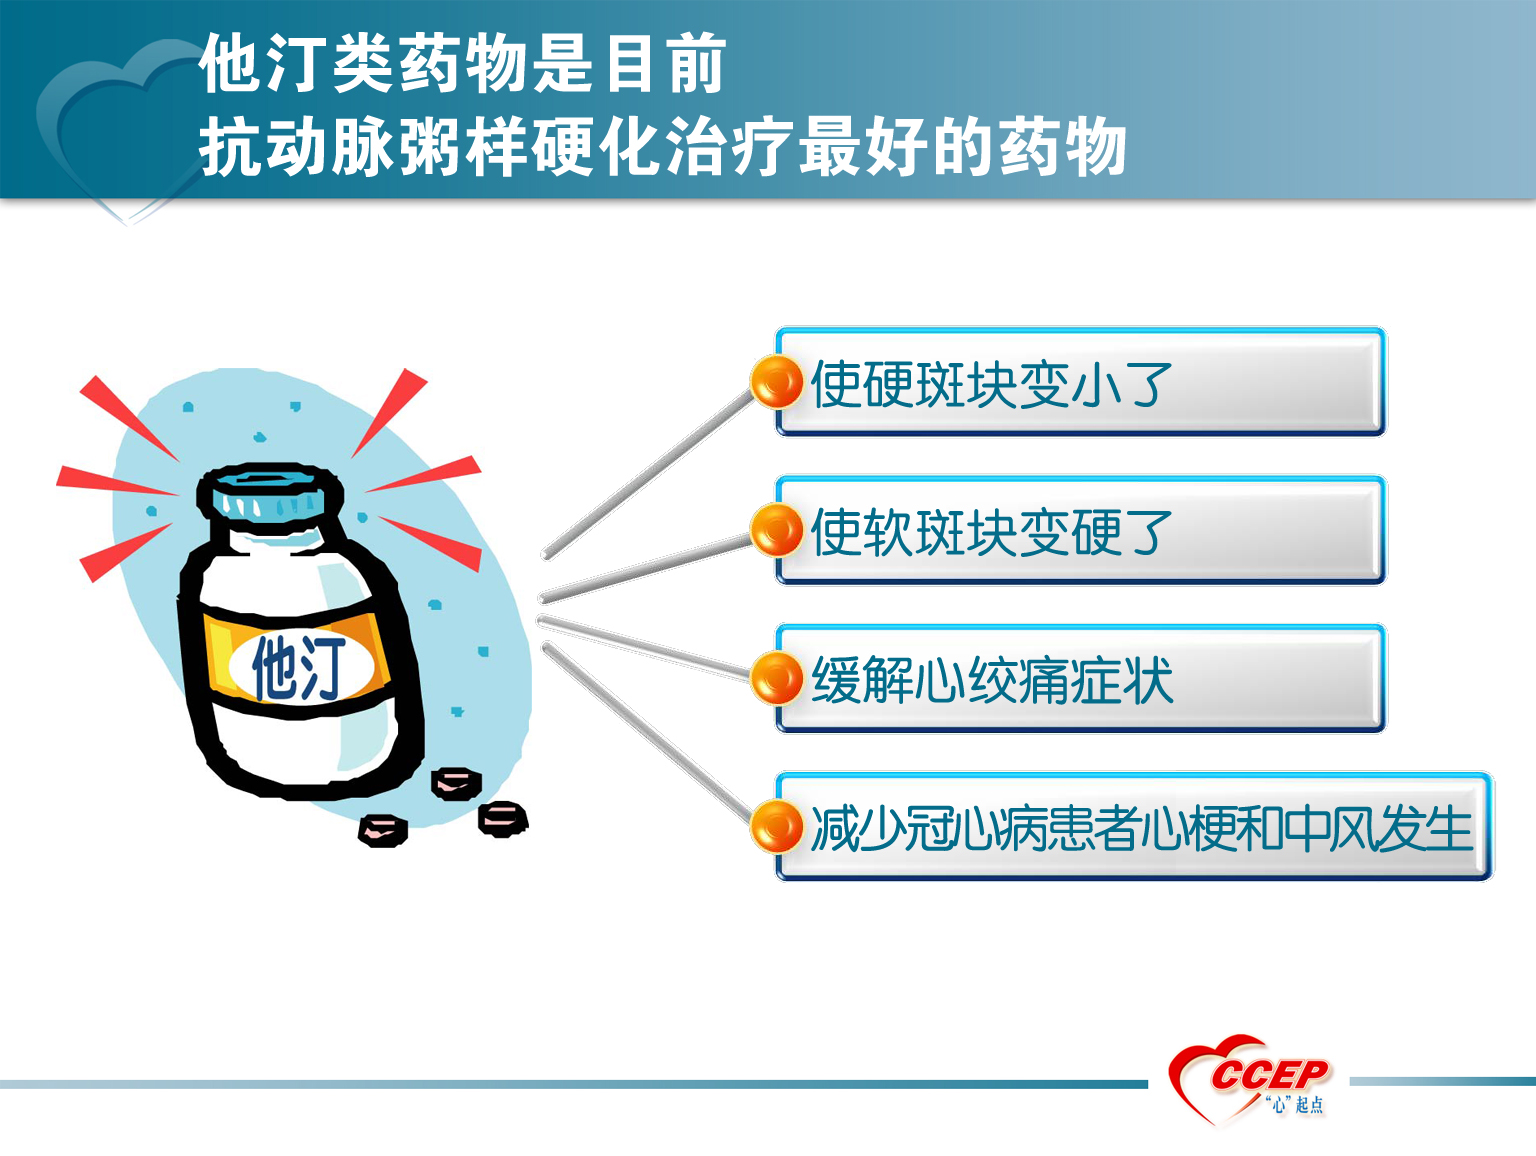 他汀类药物是目前
抗动脉粥样硬化治疗最好的药物
使硬斑块变小了
使软斑块变硬了
他汀
缓解心绞痛症状
减少冠心病患者心梗和中风发生
CCEP
“心”起点